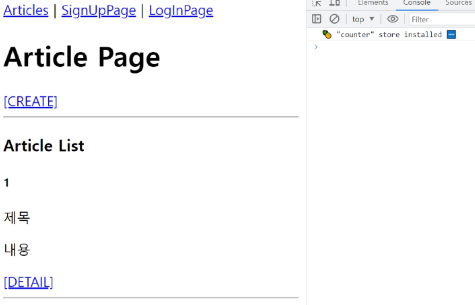 Articles | SignUpPage | LogInPage
Elements Console Sources
top ▼ Filter
🍍 "counter" store installed 🆕
Article Page
[CREATE]
Article List
1
제목
내용
[DETAIL]